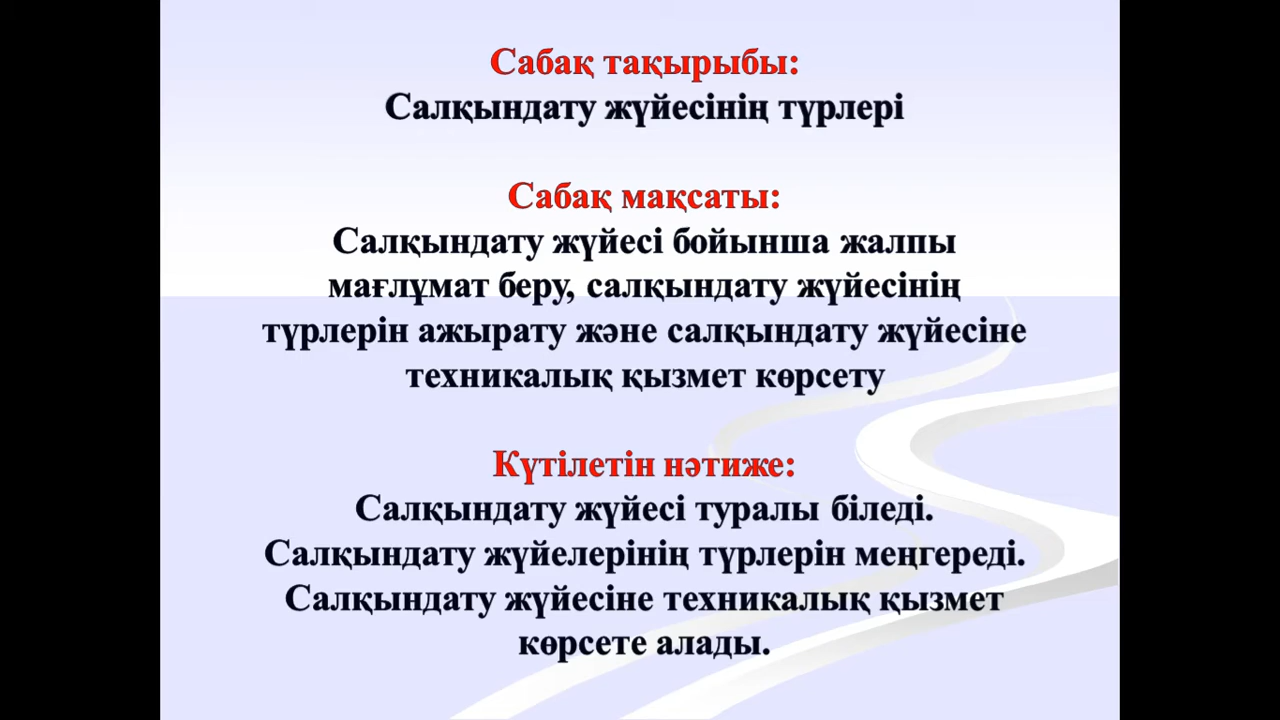 Сабақ тақырыбы:
Салқындату жүйесінің түрлері
Сабақ мақсаты:
Салқындату жүйесі бойынша жалпы
мағлұмат беру, салқындату жүйесінің
түрлерін ажырату және салқындату жүйесіне
техникалық қызмет көрсету
Күтілетін нәтиже:
Салқындату жүйесі туралы біледі.
Салқындату жүйелерінің түрлерін меңгереді.
Салқындату жүйесіне техникалық қызмет
көрсете алады.